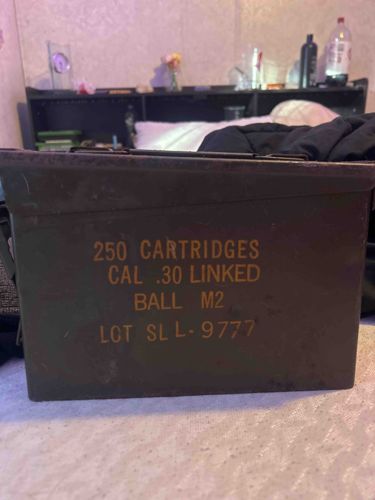 250 CARTRIDGES
CAL .30 LINKED
BALL M2
LOT SL L-9777